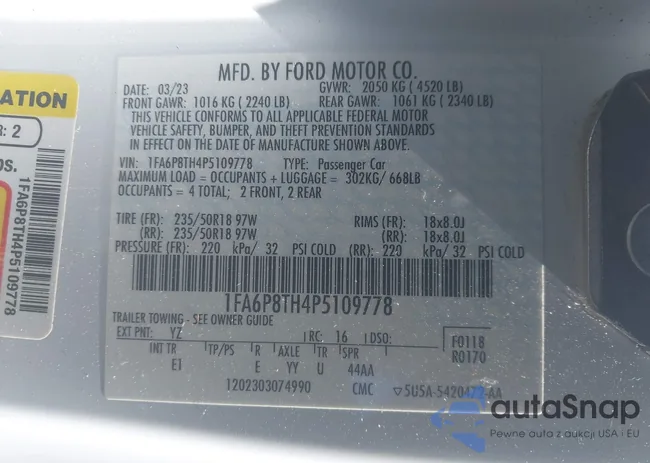 ATION
R: 2
os.
1FA6P8TH4P5109778
MFD. BY FORD MOTOR CO.
DATE: 03/23 GVWR: 2050 KG ( 4520 LB)
FRONT GAWR: 1016 KG ( 2240 LB) REAR GAWR: 1061 KG ( 2340 LB)
THIS VEHICLE CONFORMS TO ALL APPLICABLE FEDERAL MOTOR
VEHICLE SAFETY, BUMPER, AND THEFT PREVENTION STANDARDS
IN EFFECT ON THE DATE OF MANUFACTURE SHOWN ABOVE.
VIN: 1FA6P8TH4P5109778 TYPE: Passenger Car
MAXIMUM LOAD = OCCUPANTS + LUGGAGE = 302KG/ 668LB
OCCUPANTS = 4 TOTAL; 2 FRONT, 2 REAR
TIRE (FR): 235/50R18 97W RIMS (FR): 18x8.0J
(RR): 235/50R18 97W (RR): 18x8.0J
PRESSURE (FR): 220 kPa/ 32 PSI COLD (RR): 220 kPa/ 32 PSI COLD
1FA6P8TH4P5109778
TRAILER TOWING - SEE OWNER GUIDE
EXT PNT: YZ RC: 16 DSO: F0118
INT TR TP/PS R AXLE TR SPR R0170
EI E YY U 44AA
1202303074990 CMC
autoSnap
Pewne auta z aukcji USA i EU